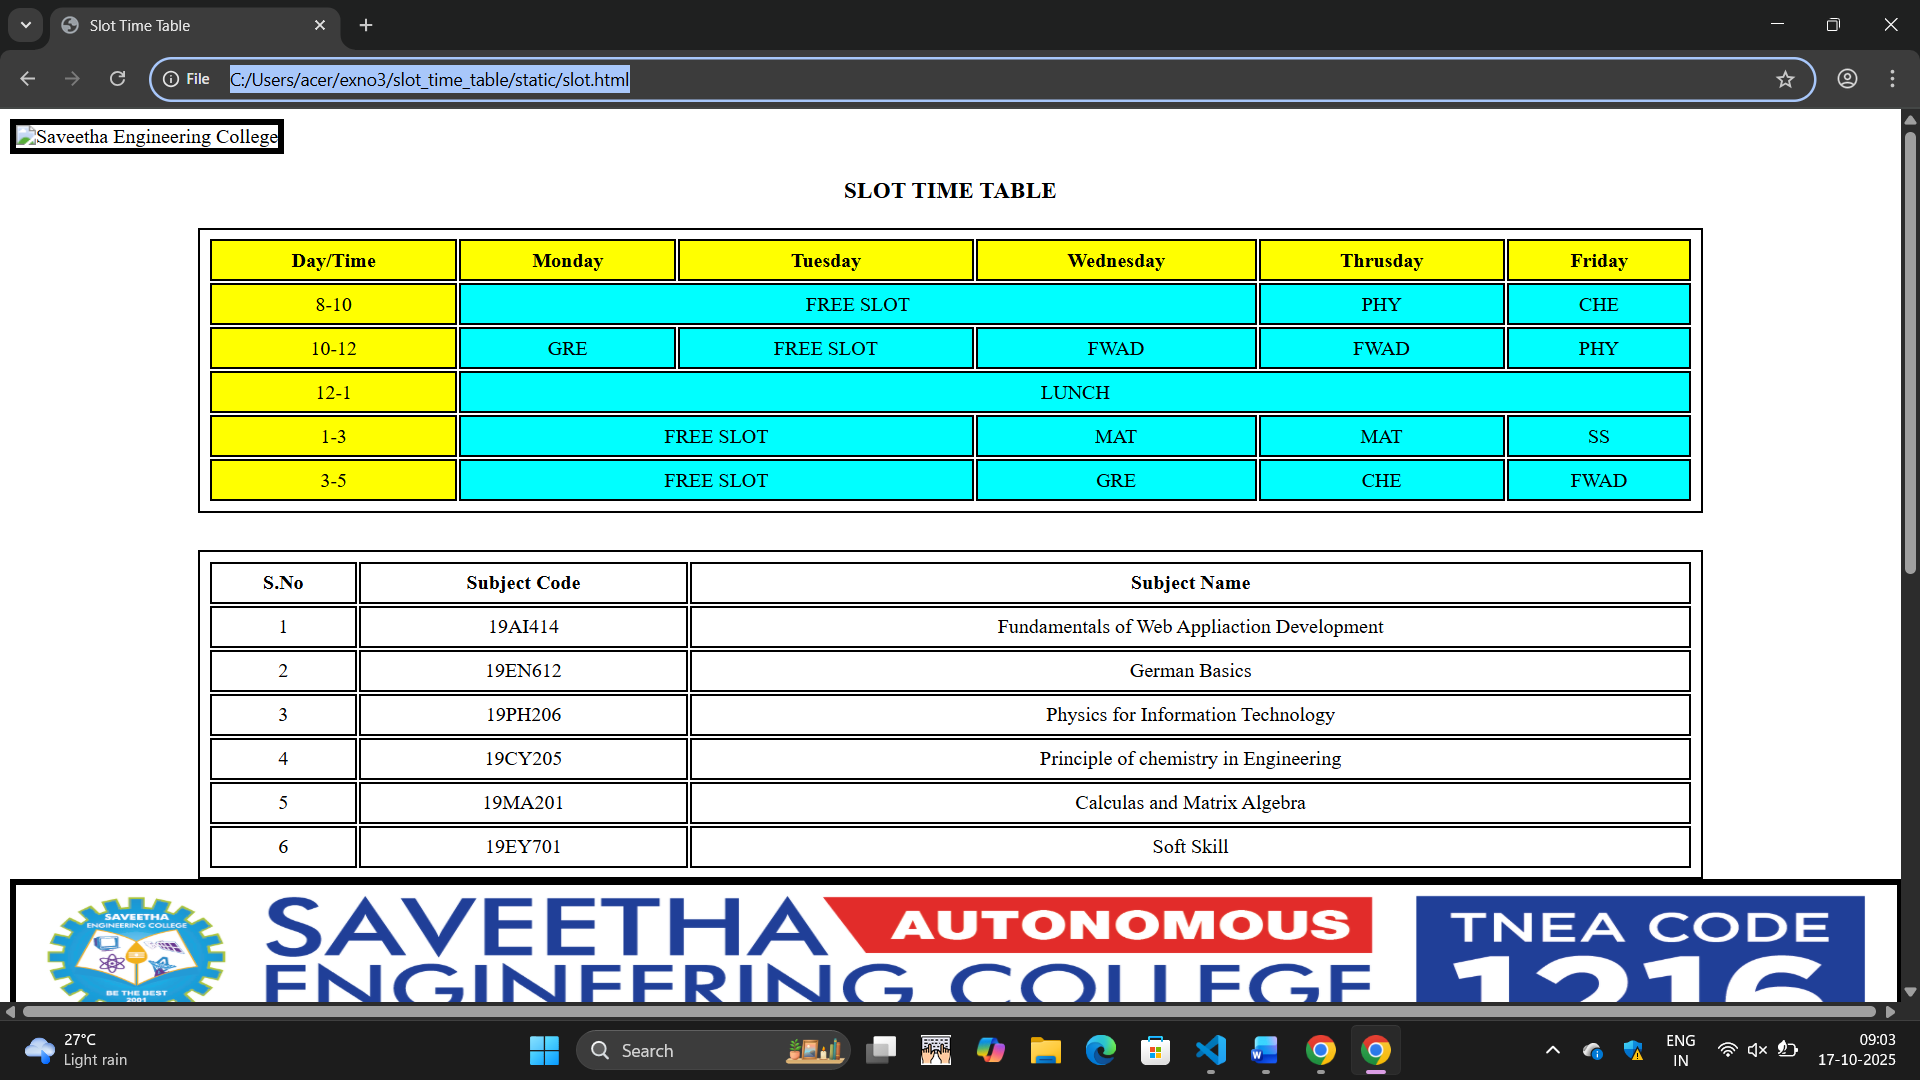 Slot Time Table
File C:/Users/acer/exno3/slot_time_table/static/slot.html
Saveetha Engineering College
SLOT TIME TABLE
Day/Time Monday Tuesday Wednesday Thrusday Friday
8-10 FREE SLOT PHY CHE
10-12 GRE FREE SLOT FWAD FWAD PHY
12-1 LUNCH
1-3 FREE SLOT MAT MAT SS
3-5 FREE SLOT GRE CHE FWAD
S.No Subject Code Subject Name
1 19AI414 Fundamentals of Web Appliaction Development
2 19EN612 German Basics
3 19PH206 Physics for Information Technology
4 19CY205 Principle of chemistry in Engineering
5 19MA201 Calculas and Matrix Algebra
6 19EY701 Soft Skill
SAVEETHA
ENGINEERING COLLEGE
BE THE BEST
2001
SAVEETHA AUTONOMOUS
ENGINEERING COLLEGE
TNEA CODE
1216
27°C
Light rain
Search
ENG
IN
09:03
17-10-2025